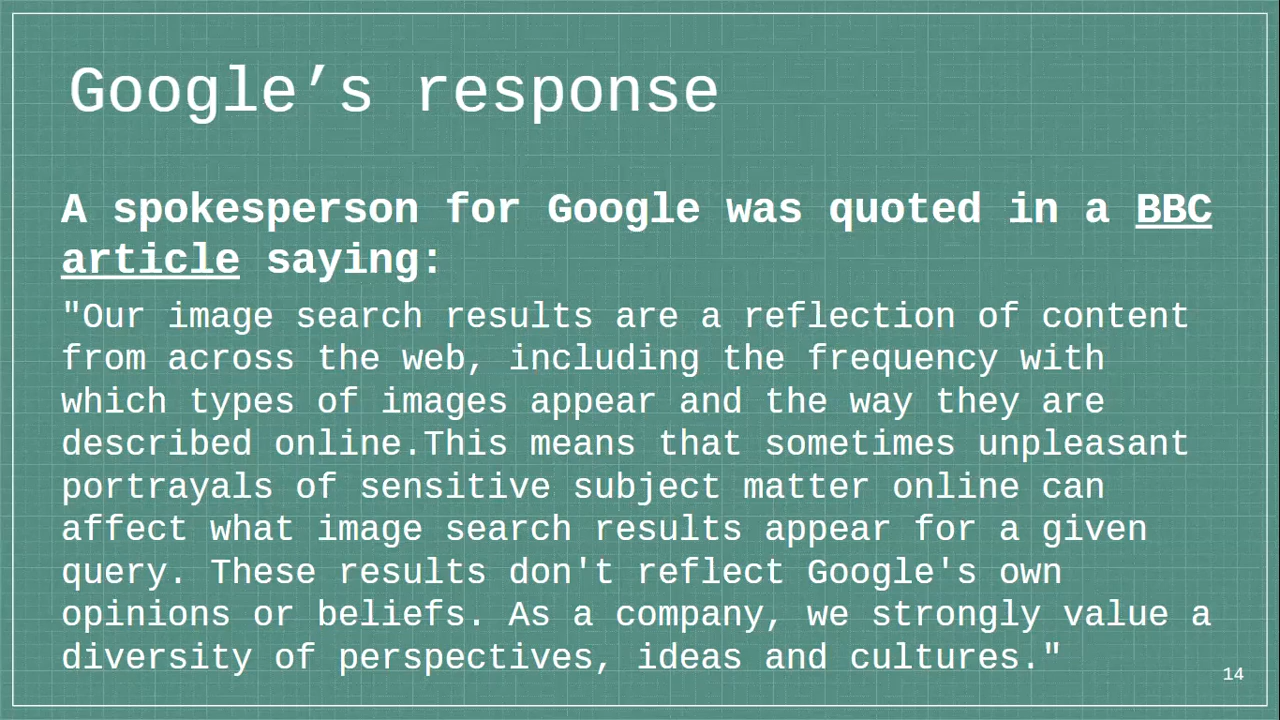 Google’s response
A spokesperson for Google was quoted in a BBC
article saying:
"Our image search results are a reflection of content
from across the web, including the frequency with
which types of images appear and the way they are
described online.This means that sometimes unpleasant
portrayals of sensitive subject matter online can
affect what image search results appear for a given
query. These results don't reflect Google's own
opinions or beliefs. As a company, we strongly value a
diversity of perspectives, ideas and cultures."
14